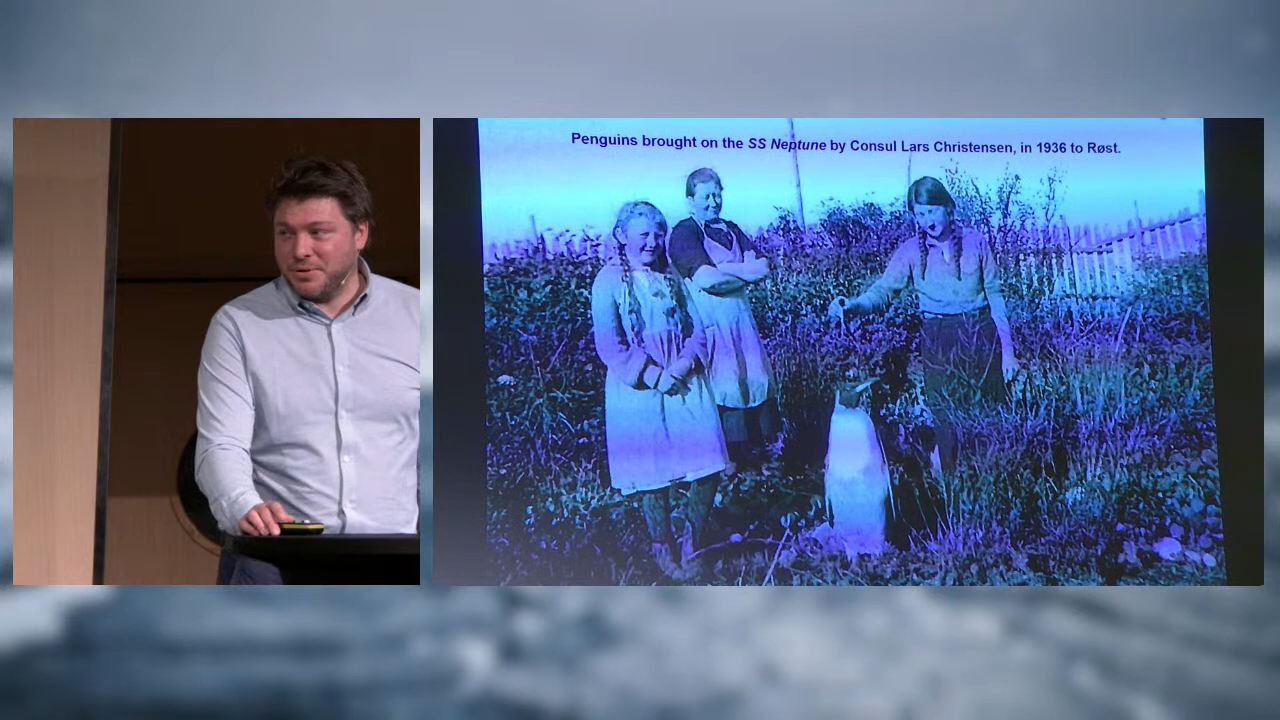 Penguins brought on the SS Neptune by Consul Lars Christensen, in 1936 to Røst.